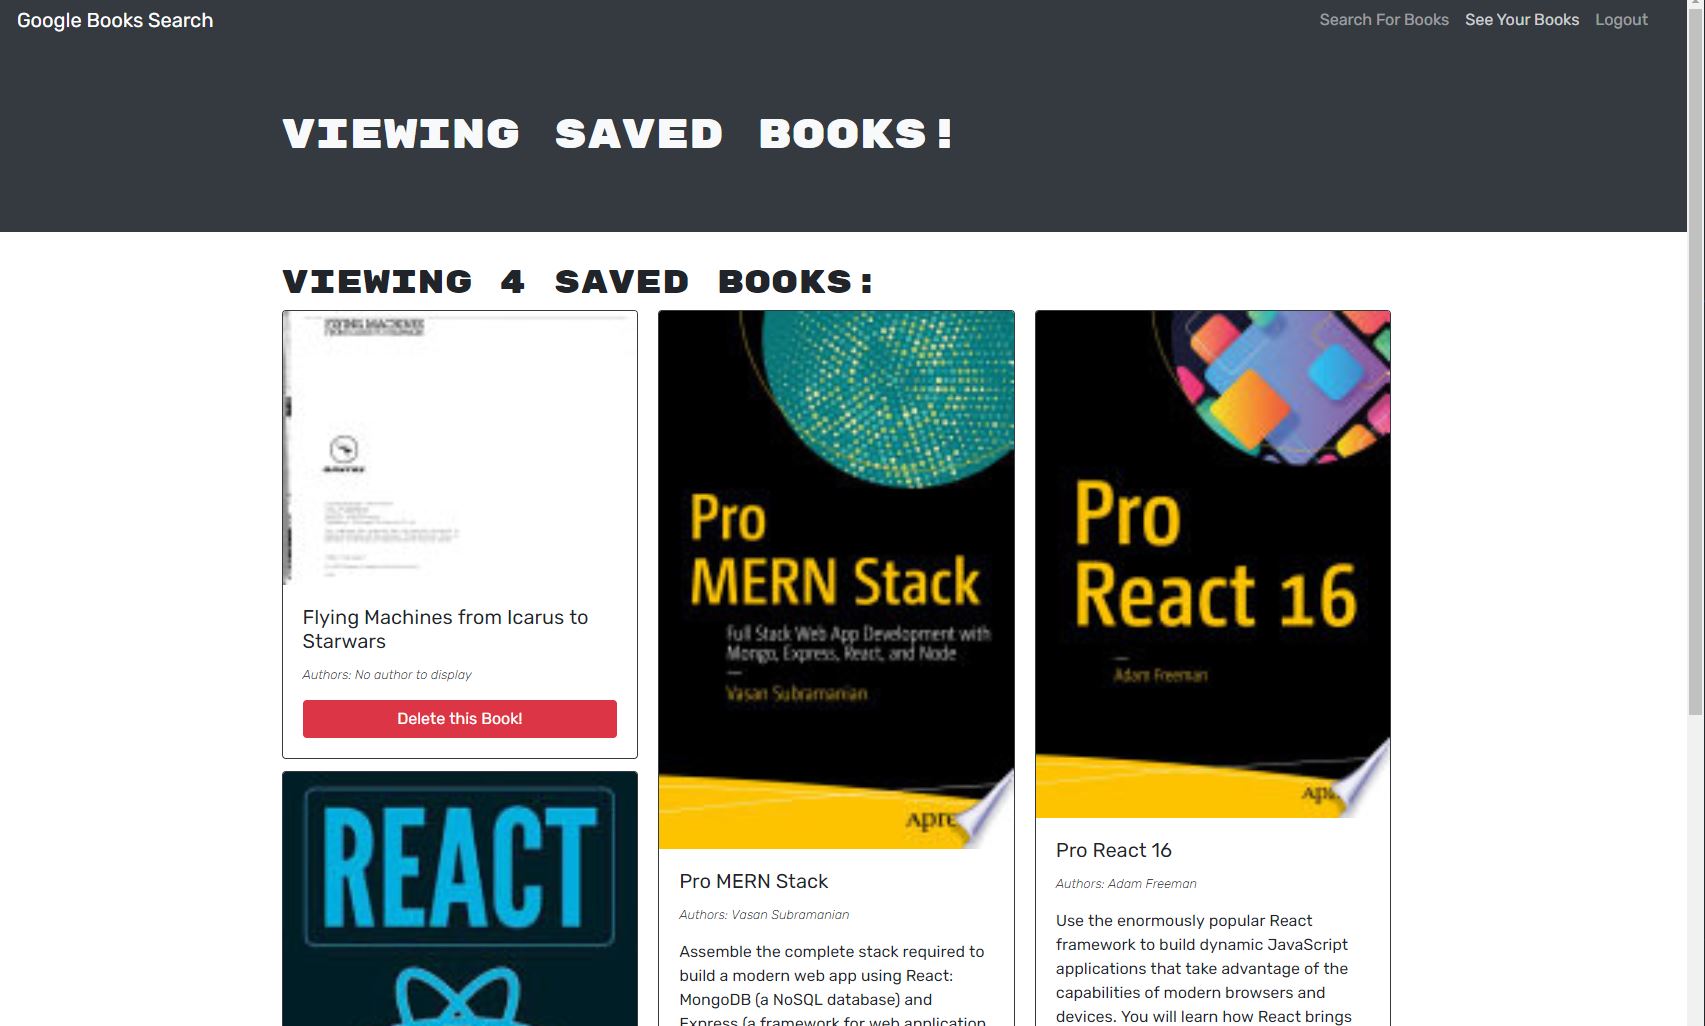 Google Books Search
Search For Books
See Your Books
Logout
VIEWING SAVED BOOKS!
VIEWING 4 SAVED BOOKS:
FLYING MACHINES
Flying Machines from Icarus to
Starwars
Authors: No author to display
Delete this Book!
REACT
Pro
MERN Stack
Full Stack Web App Development with
Mongo, Express, React, and Node
Vasan Subramanian
Pro MERN Stack
Authors: Vasan Subramanian
Assemble the complete stack required to
build a modern web app using React:
MongoDB (a NoSQL database) and
Express (a framework for web application
Pro
React 16
Adam Freeman
Pro React 16
Authors: Adam Freeman
Use the enormously popular React
framework to build dynamic JavaScript
applications that take advantage of the
capabilities of modern browsers and
devices. You will learn how React brings